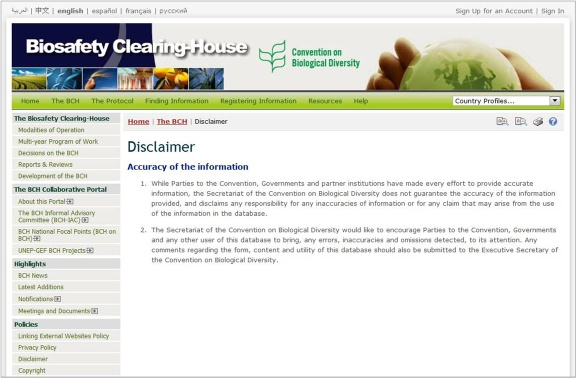 العربية | 中文 | english | español | français | русский
Sign Up for an Account | Sign In
Biosafety Clearing-House
Convention on
Biological Diversity
Home The BCH The Protocol Finding Information Registering Information Resources Help
Country Profiles...
The Biosafety Clearing-House
Modalities of Operation
Multi-year Program of Work
Decisions on the BCH
Reports & Reviews
Development of the BCH
The BCH Collaborative Portal
About this Portal
The BCH Informal Advisory
Committee (BCH-IAC)
BCH National Focal Points (BCH on
BCH)
UNEP-GEF BCH Projects
Highlights
BCH News
Latest Additions
Notifications
Meetings and Documents
Policies
Linking External Websites Policy
Privacy Policy
Disclaimer
Copyright
Home | The BCH | Disclaimer
Disclaimer
Accuracy of the information
1. While Parties to the Convention, Governments and partner institutions have made every effort to provide accurate
information, the Secretariat of the Convention on Biological Diversity does not guarantee the accuracy of the information
provided, and disclaims any responsibility for any inaccuracies of information or for any claim that may arise from the use
of the information in the database.
2. The Secretariat of the Convention on Biological Diversity would like to encourage Parties to the Convention, Governments
and any other user of this database to bring, any errors, inaccuracies and omissions detected, to its attention. Any
comments regarding the form, content and utility of this database should also be submitted to the Executive Secretary of
the Convention on Biological Diversity.